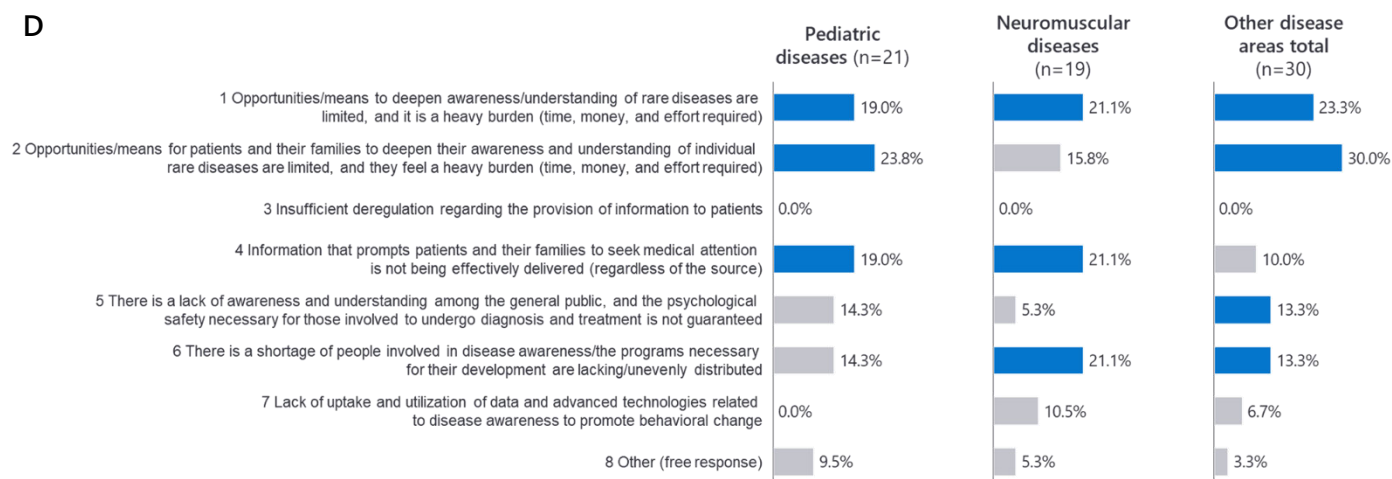 D
Pediatric
diseases (n=21)
Neuromuscular
diseases
(n=19)
Other disease
areas total
(n=30)
1 Opportunities/means to deepen awareness/understanding of rare diseases are
limited, and it is a heavy burden (time, money, and effort required)
19.0%
21.1%
23.3%
2 Opportunities/means for patients and their families to deepen their awareness and understanding of individual
rare diseases are limited, and they feel a heavy burden (time, money, and effort required)
23.8%
15.8%
30.0%
3 Insufficient deregulation regarding the provision of information to patients
0.0%
0.0%
0.0%
4 Information that prompts patients and their families to seek medical attention
is not being effectively delivered (regardless of the source)
19.0%
21.1%
10.0%
5 There is a lack of awareness and understanding among the general public, and the psychological
safety necessary for those involved to undergo diagnosis and treatment is not guaranteed
14.3%
5.3%
13.3%
6 There is a shortage of people involved in disease awareness/the programs necessary
for their development are lacking/unevenly distributed
14.3%
21.1%
13.3%
7 Lack of uptake and utilization of data and advanced technologies related
to disease awareness to promote behavioral change
0.0%
10.5%
6.7%
8 Other (free response)
9.5%
5.3%
3.3%